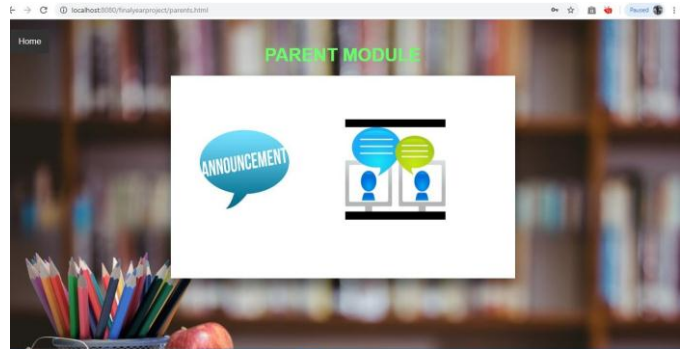 localhost:8080/finalyearproject/parents.html
Paused
Home
PARENT MODULE
ANNOUNCEMENT